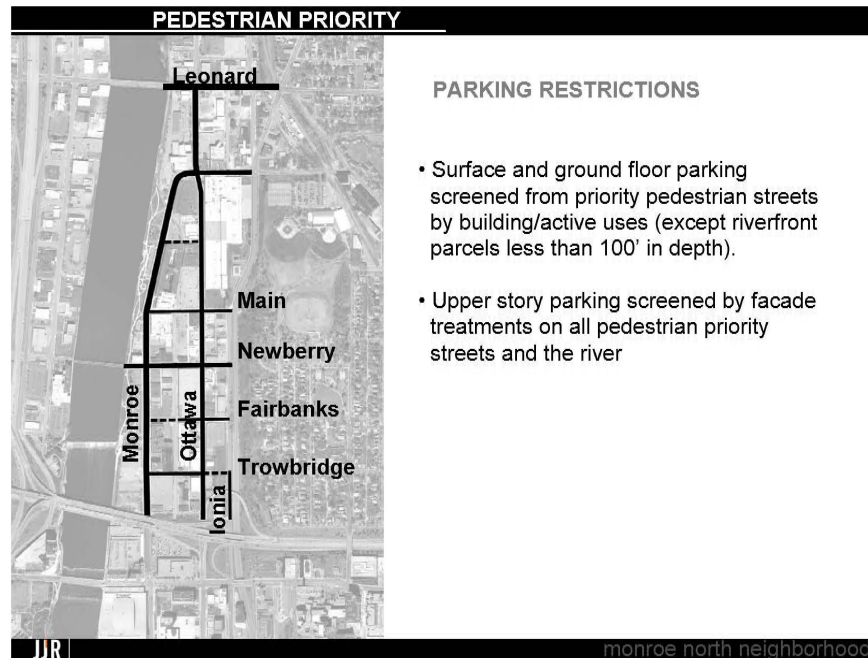 PEDESTRIAN PRIORITY
Leonard
Main
Newberry
Monroe
Ottawa
Fairbanks
Trowbridge
Ionia
PARKING RESTRICTIONS
• Surface and ground floor parking
screened from priority pedestrian streets
by building/active uses (except riverfront
parcels less than 100' in depth).
• Upper story parking screened by facade
treatments on all pedestrian priority
streets and the river
JJR
monroe north neighborhood